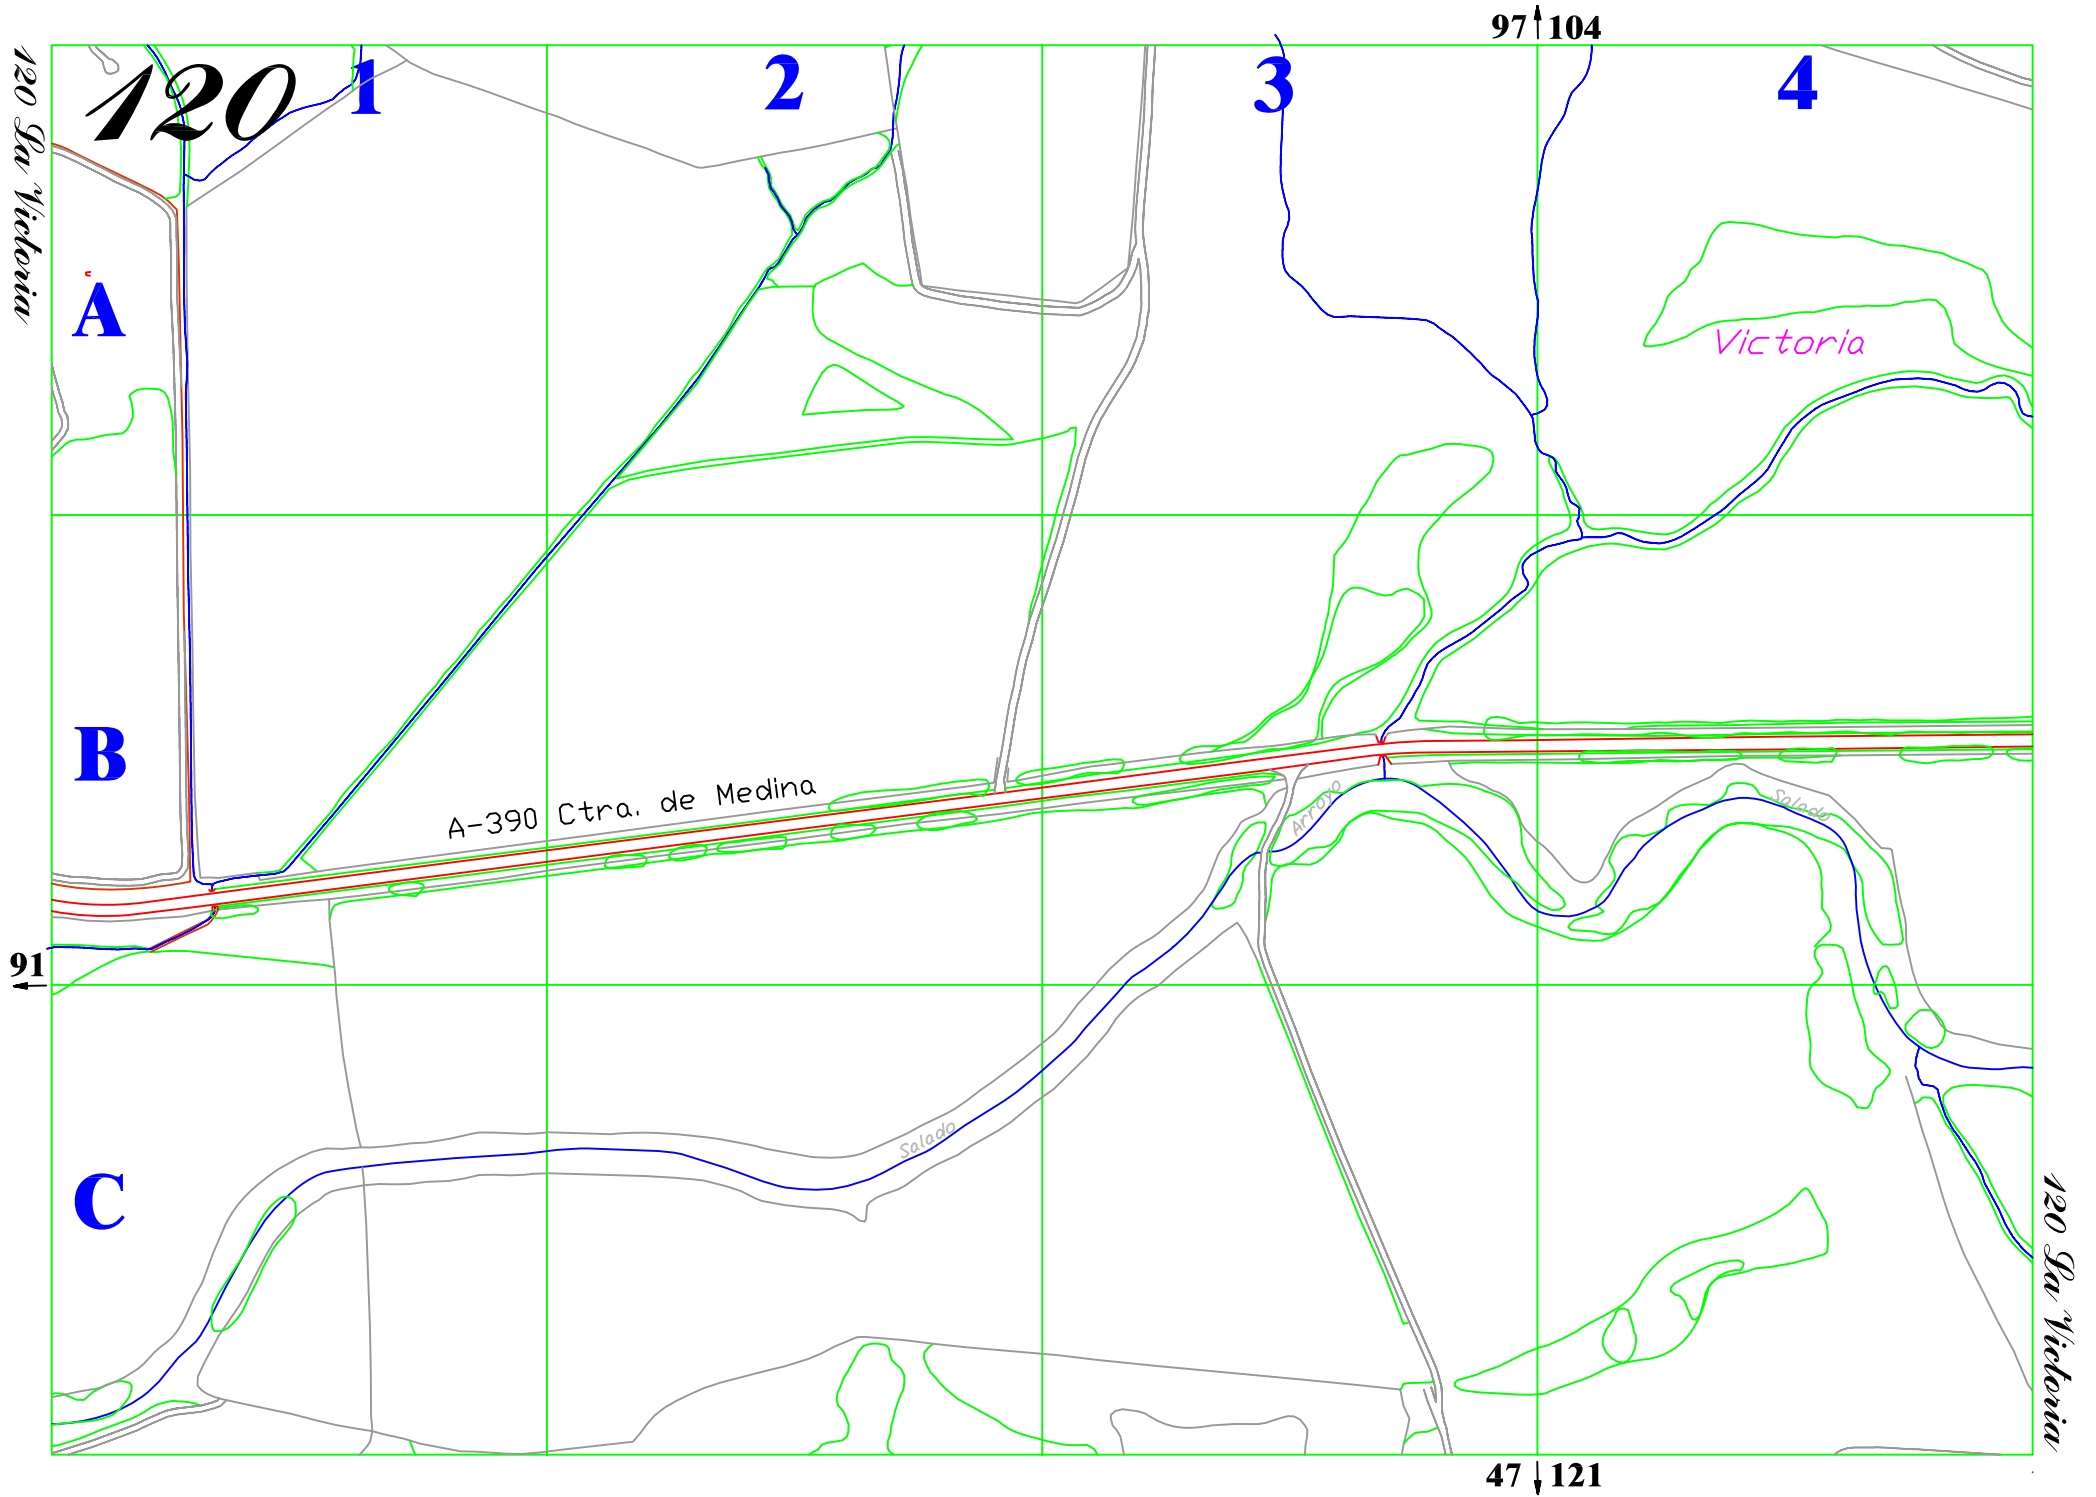 97 104
120
1 2 3 4
120 La Victoria
A
Victoria
B
A-390 Ctra. de Medina
Arroyo
Salado
91
Salado
C
120 La Victoria
47 121